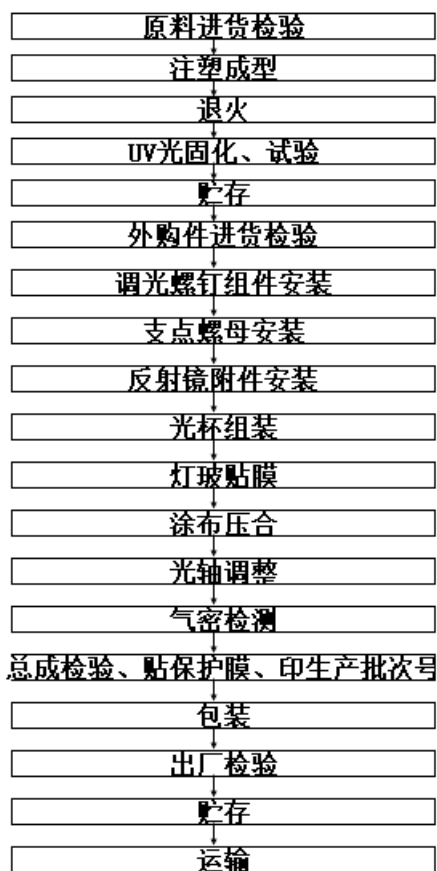 原料进货检验
注塑成型
退火
UV光固化、试验
贮存
外购件进货检验
调光螺钉组件安装
支点螺母安装
反射镜附件安装
光杯组装
灯玻贴膜
涂布压合
光轴调整
气密检测
总成检验、贴保护膜、印生产批次号
包装
出厂检验
贮存
运输